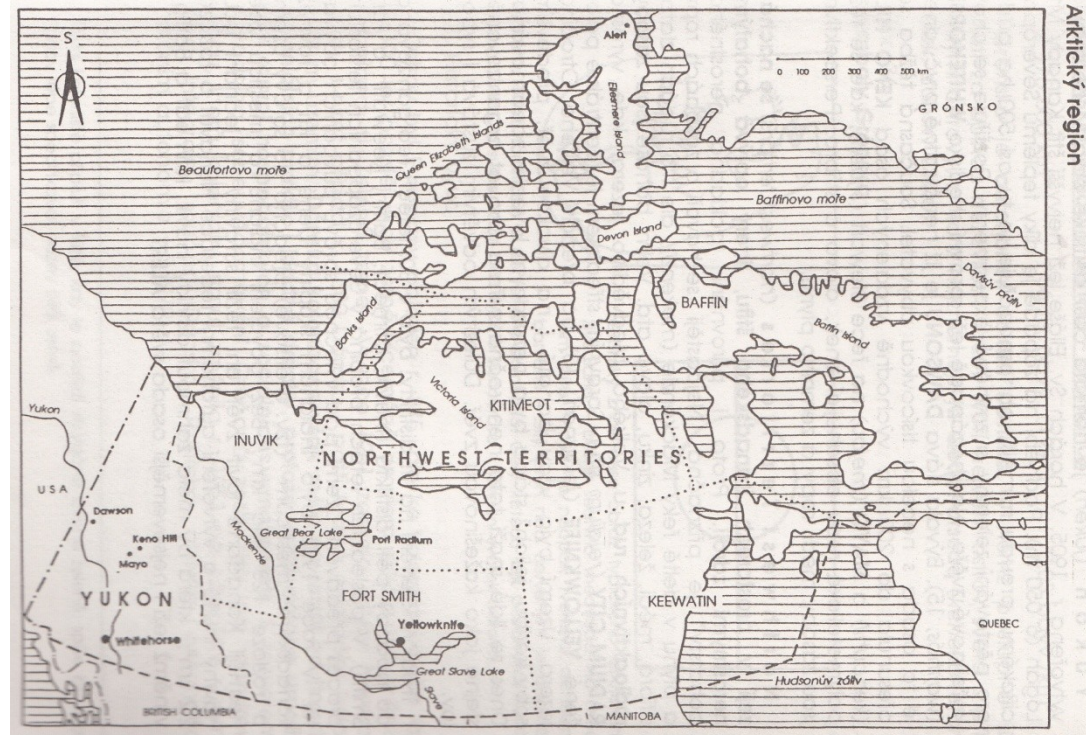 Arktický region
S
Alert
0 100 200 300 400 500 km
GRÓNSKO
Ellesmere Island
Queen Elizabeth Islands
Beaufortovo moře
Baffinovo moře
Devon Island
Davisův průliv
BAFFIN
Banks Island
Baffin Island
Victoria Island
KITIMEOT
Yukon
INUVIK
NORTHWEST TERRITORIES
USA
Dawson
Mackenzie
Great Bear Lake
Port Radium
Keno Hill
Mayo
YUKON
FORT SMITH
KEEWATIN
QUEBEC
Yellowknife
Whitehorse
Great Slave Lake
Hudsonův záliv
Slave
BRITISH COLUMBIA
MANITOBA